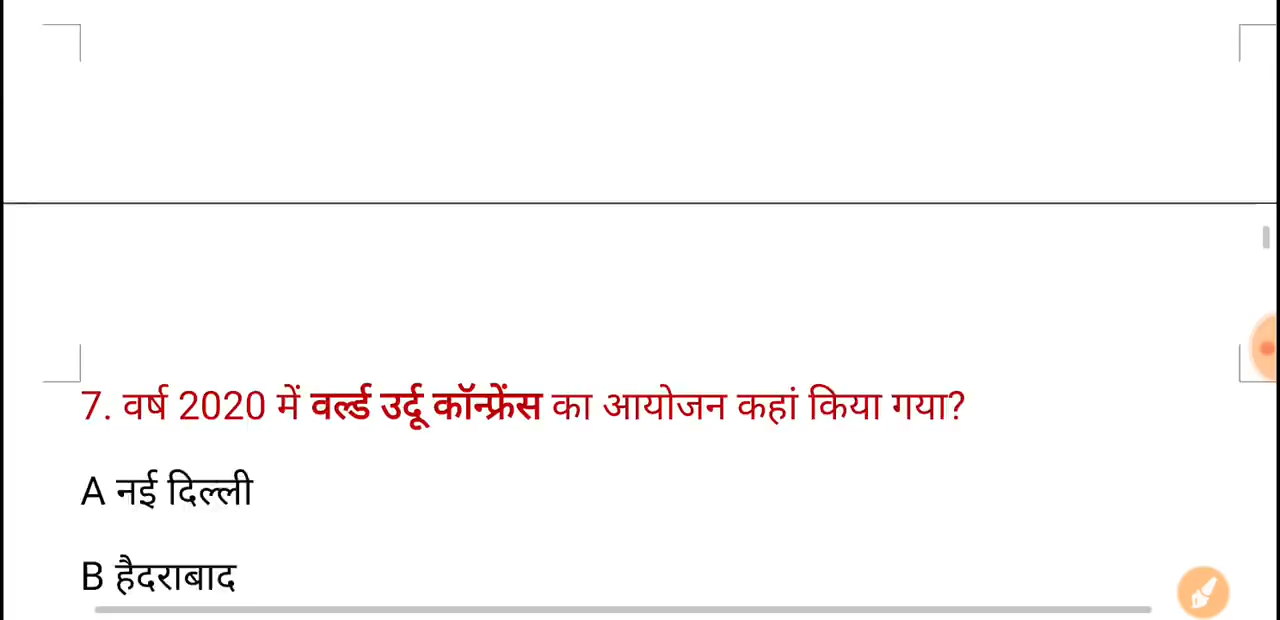 7. वर्ष 2020 में वर्ल्ड उर्दू कॉन्फ्रेंस का आयोजन कहां किया गया?
A नई दिल्ली
B हैदराबाद